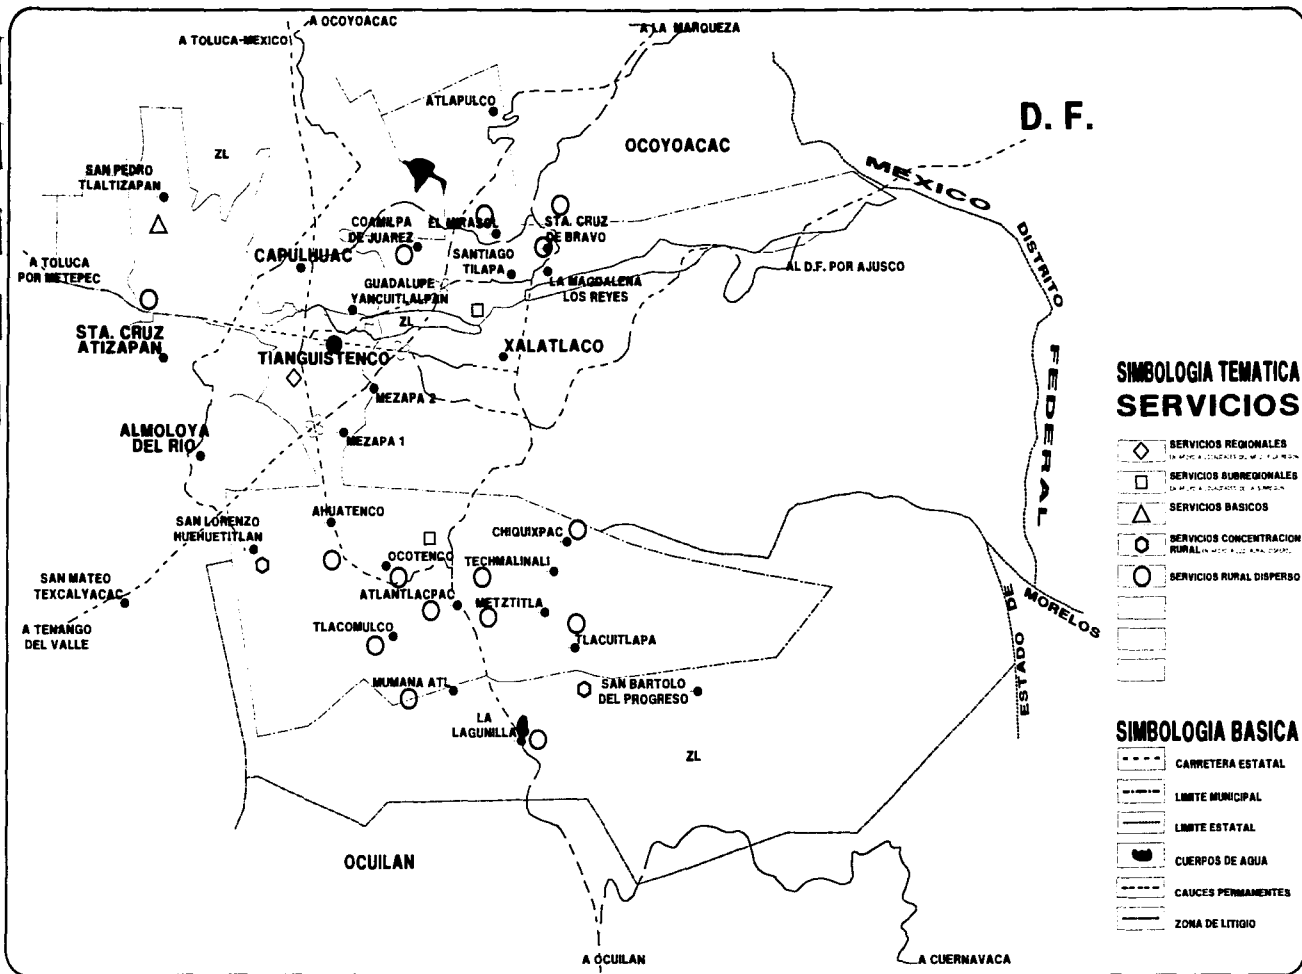 A OCOYOACAC
A TOLUCA-MEXICO
A LA MARQUEZA
ATLAPULCO
D. F.
OCOYOACAC
ZL
SAN PEDRO
TLALTIZAPAN
MEXICO
DISTRITO
FEDERAL
COAMILPA
DE JUAREZ
EL MIRASOL
STA. CRUZ
DE BRAVO
CAPULHUAC
SANTIAGO
TILAPA
A TOLUCA
POR METEPEC
AL D.F. POR AJUSCO
GUADALUPE
YANCUITLALPAN
LA MAGDALENA
LOS REYES
ZL
STA. CRUZ
ATIZAPAN
TIANGUISTENCO
XALATLACO
MEZAPA 2
ALMOLOYA
DEL RIO
MEZAPA 1
AHUATENCO
SAN LORENZO
HUEHUETITLAN
CHIQUIXPAC
OCOTENCO
TECHMALINALI
SAN MATEO
TEXCALYACAC
ATLANTLACPAC
METZTITLA
A TENANGO
DEL VALLE
TLACOMULCO
TLACUITLAPA
MUMANA ATL
SAN BARTOLO
DEL PROGRESO
LA
LAGUNILLA
ZL
ESTADO
DE
MORELOS
OCUILAN
A OCUILAN
A CUERNAVACA
SIMBOLOGIA TEMATICA
SERVICIOS
SERVICIOS REGIONALES
SERVICIOS SUBREGIONALES
SERVICIOS BASICOS
SERVICIOS CONCENTRACION
RURAL
SERVICIOS RURAL DISPERSO
SIMBOLOGIA BASICA
CARRETERA ESTATAL
LIMITE MUNICIPAL
LIMITE ESTATAL
CUERPOS DE AGUA
CAUCES PERMANENTES
ZONA DE LITIGIO